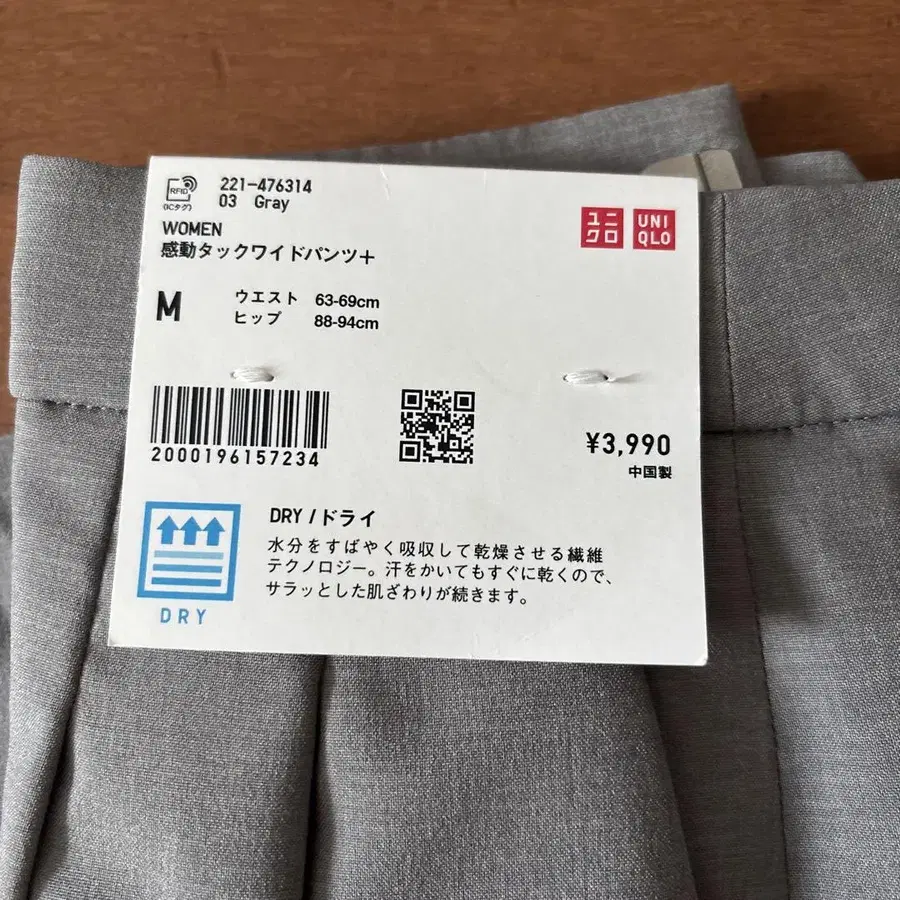 RFID
(ICタグ)
221-476314
03 Gray
WOMEN
感動タックワイドパンツ+
ユニ
クロ
UNI
QLO
M
ウエスト 63-69cm
ヒップ 88-94cm
2000196157234
¥3,990
中国製
DRY
DRY / ドライ
水分をすばやく吸収して乾燥させる繊維
テクノロジー。汗をかいてもすぐに乾くので、
サラッとした肌ざわりが続きます。